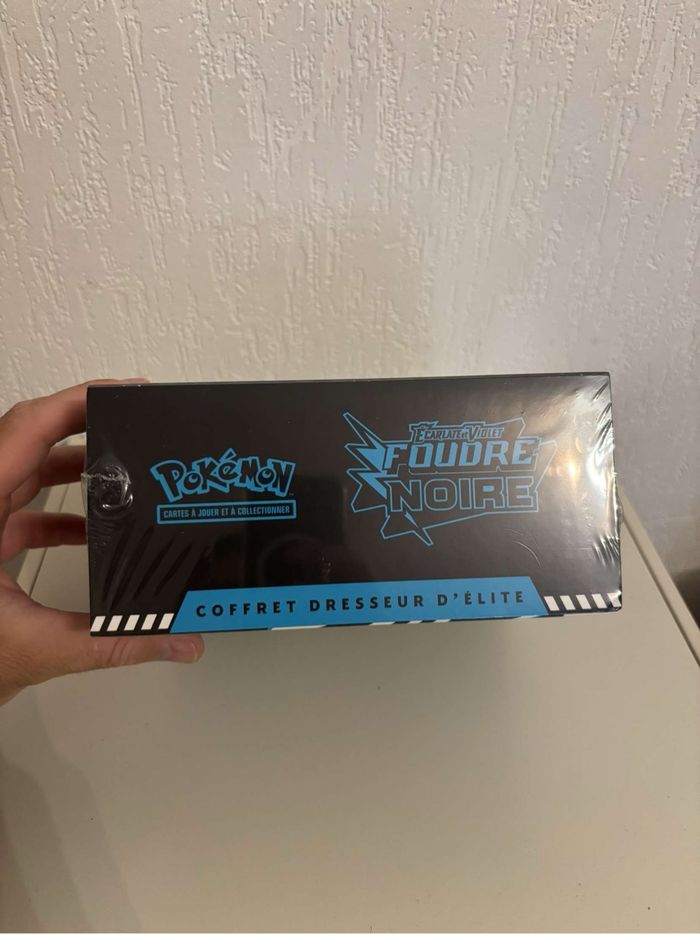 POKéMON
CARTES À JOUER ET À COLLECTIONNER
ÉCARLATE ET VIOLET
FOUDRE
NOIRE
COFFRET DRESSEUR D'ÉLITE